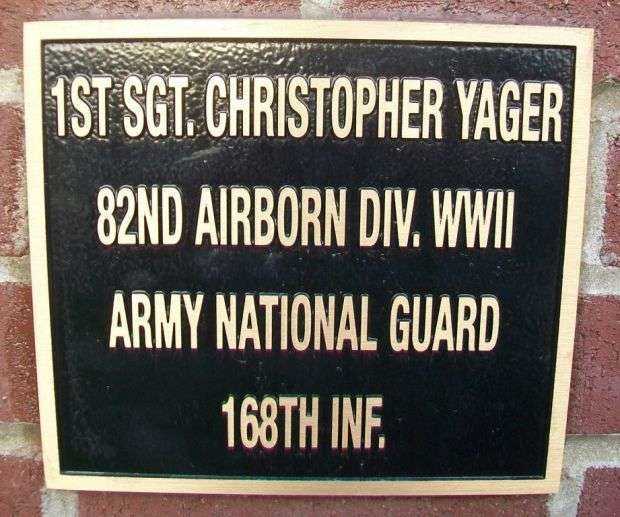 1ST SGT. CHRISTOPHER YAGER
82ND AIRBORN DIV. WWII
ARMY NATIONAL GUARD
168TH INF.